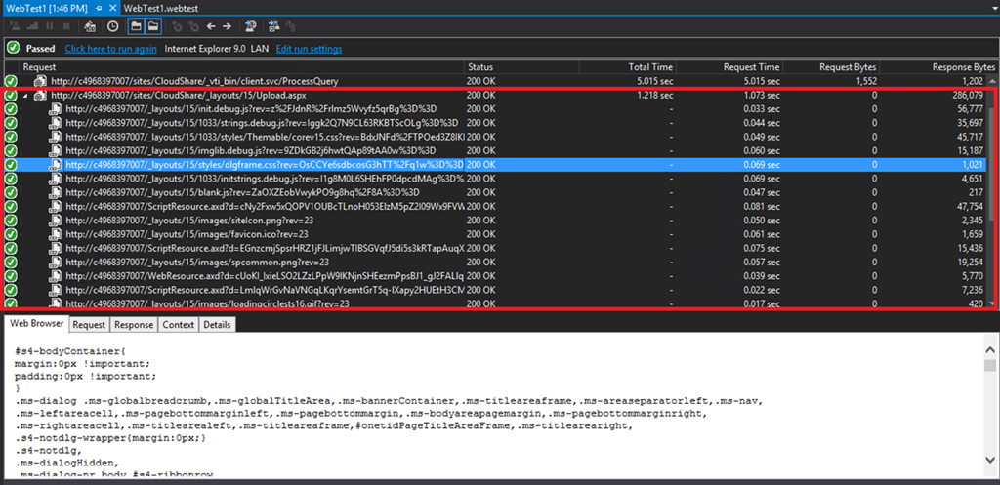 WebTest1 [1:46 PM] WebTest1.webtest
Passed Click here to run again Internet Explorer 9.0 LAN Edit run settings
Request Status Total Time Request Time Request Bytes Response Bytes
http://c4968397007/sites/CloudShare/_vti_bin/client.svc/ProcessQuery 200 OK 5.015 sec 5.015 sec 1,552 1,202
http://c4968397007/sites/CloudShare/_layouts/15/Upload.aspx 200 OK 1.218 sec 1.073 sec 0 286,079
http://c4968397007/_layouts/15/init.debug.js?rev=z%2FJdnR%2Frlmz5Wvyfz5qrBg%3D%3D 200 OK - 0.033 sec 0 56,777
http://c4968397007/_layouts/15/1033/strings.debug.js?rev=Iggk2Q7N9CL63RKBTScOLg%3D%3D 200 OK - 0.044 sec 0 35,697
http://c4968397007/_layouts/15/1033/styles/Themable/corev15.css?rev=BdxJNFd%2FTPOed3Z8lKl 200 OK - 0.049 sec 0 45,717
http://c4968397007/_layouts/15/imglib.debug.js?rev=9ZDkGB2j6hwtQAp89tAA0w%3D%3D 200 OK - 0.060 sec 0 15,187
http://c4968397007/_layouts/15/styles/dlgframe.css?rev=OsCCYe6sdbcosG3hTT%2Fq1w%3D%3D 200 OK - 0.069 sec 0 1,021
http://c4968397007/_layouts/15/1033/initstrings.debug.js?rev=I1g8M0L6SHEhFP0dpcdMAg%3D% 200 OK - 0.069 sec 0 4,651
http://c4968397007/_layouts/15/blank.js?rev=ZaOXZEobVwykPO9g8hq%2F8A%3D%3D 200 OK - 0.047 sec 0 217
http://c4968397007/ScriptResource.axd?d=cNy2Fxw5xQOPV1OUBcTLnoH053ElzM5pZ2I09Wx9FVW 200 OK - 0.081 sec 0 47,754
http://c4968397007/_layouts/15/images/siteIcon.png?rev=23 200 OK - 0.050 sec 0 2,345
http://c4968397007/_layouts/15/images/favicon.ico?rev=23 200 OK - 0.061 sec 0 1,659
http://c4968397007/ScriptResource.axd?d=EGnzcmjSpsrHRZ1jFJLimjwTlBSGVqfJ5di5s3kRTapAuqX 200 OK - 0.075 sec 0 15,436
http://c4968397007/_layouts/15/images/spcommon.png?rev=23 200 OK - 0.057 sec 0 19,254
http://c4968397007/WebResource.axd?d=cUoKl_lxieLSO2LZzLPpW9IKNjnSHEezmPpsBJ1_gJ2FALIq 200 OK - 0.039 sec 0 5,770
http://c4968397007/ScriptResource.axd?d=LmlqWrGvNaVNGqLKqrYsemtGrT5q-IXapy2HUEtH3CM 200 OK - 0.022 sec 0 7,236
http://c4968397007/_layouts/15/images/loadingcirclests16.gif?rev=23 200 OK - 0.017 sec 0 420
Web Browser Request Response Context Details
#s4-bodyContainer{
margin:0px !important;
padding:0px !important;
}
.ms-dialog .ms-globalbreadcrumb,.ms-globalTitleArea,.ms-bannerContainer,.ms-titleareaframe,.ms-areaseparatorleft,.ms-nav,
.ms-leftareacell,.ms-pagebottommarginleft,.ms-pagebottommargin,.ms-bodyareapagemargin,.ms-pagebottommarginright,
.ms-rightareacell,.ms-titlearealeft,.ms-titleareaframe,#onetidPageTitleAreaFrame,.ms-titlearearight,
.s4-notdlg-wrapper{margin:0px;}
.s4-notdlg,
.ms-dialogHidden,
.ms-dialog-nr body #s4-ribbonrow